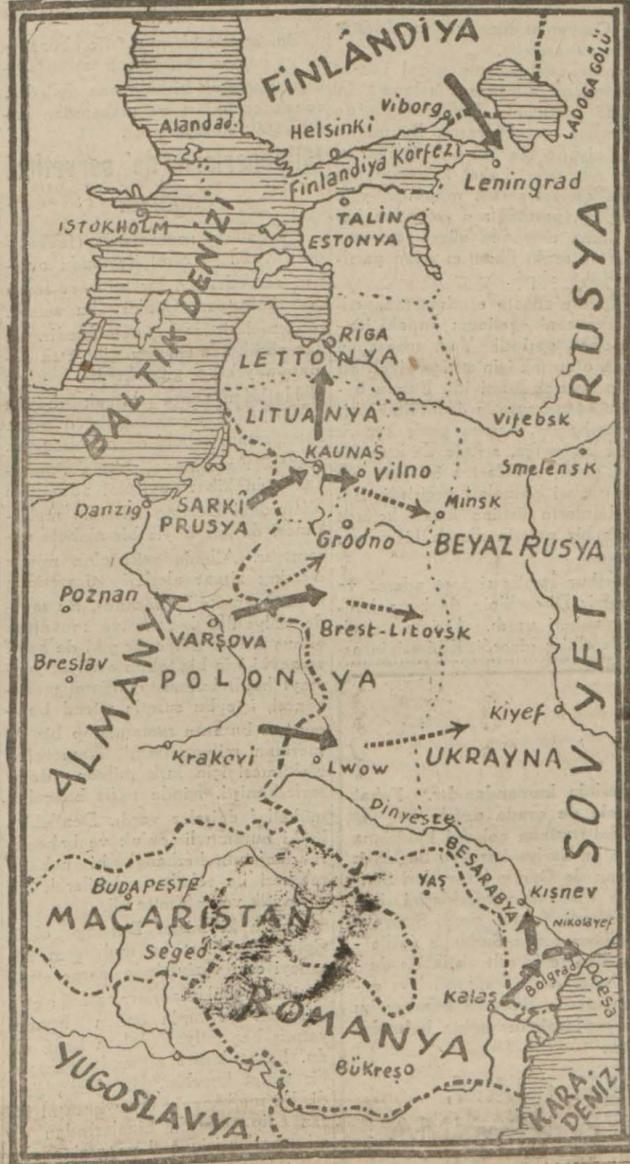 FİNLÂNDİYA
LADOGA GÖLÜ
Viborg
Alandad.
Helsinki
Finlandiya Körfezi
Leningrad
İSTOKHOLM
TALİN
ESTONYA
BALTIK DENİZİ
RUSYA
RİGA
LETTONYA
LİTUANYA
Vitebsk
KAUNAS
Vilno
Smelensk
Danzig
SARKÎ
PRUSYA
Minsk
Grodno
BEYAZ RUSYA
Poznan
VARŞOVA
Brest-Litovsk
Breslav
POLONYA
ALMANYA
SOVYET
Kiyef
Krakovi
Lwow
UKRAYNA
Dinyeste
BESARABYA
YAŞ
Kışnev
BUDAPEŞTE
MACARİSTAN
Nikolayef
Seged
Bolgrad
Odesa
Kalas
ROMANYA
Bükreş
YUGOSLAVYA
KARA
DENİZ